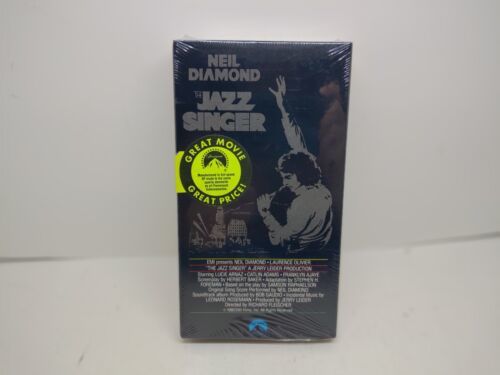 NEIL
DIAMOND
THE
JAZZ
SINGER
GREAT MOVIE
Manufactured in
GREAT PRICE!
EMI presents NEIL DIAMOND • LAURENCE OLIVIER
"THE JAZZ SINGER" A JERRY LEIDER PRODUCTION
Starring LUCIE ARNAZ • CATLIN ADAMS • FRANKLYN AJAYE
Screenplay by HERBERT BAKER • Adaptation by STEPHEN H.
FOREMAN • Based on the play by SAMSON RAPHAELSON
Original Song Score Performed by NEIL DIAMOND
Soundtrack album Produced by BOB GAUDIO • Incidental Music by
LEONARD ROSENMAN • Produced by JERRY LEIDER
Directed by RICHARD FLEISCHER